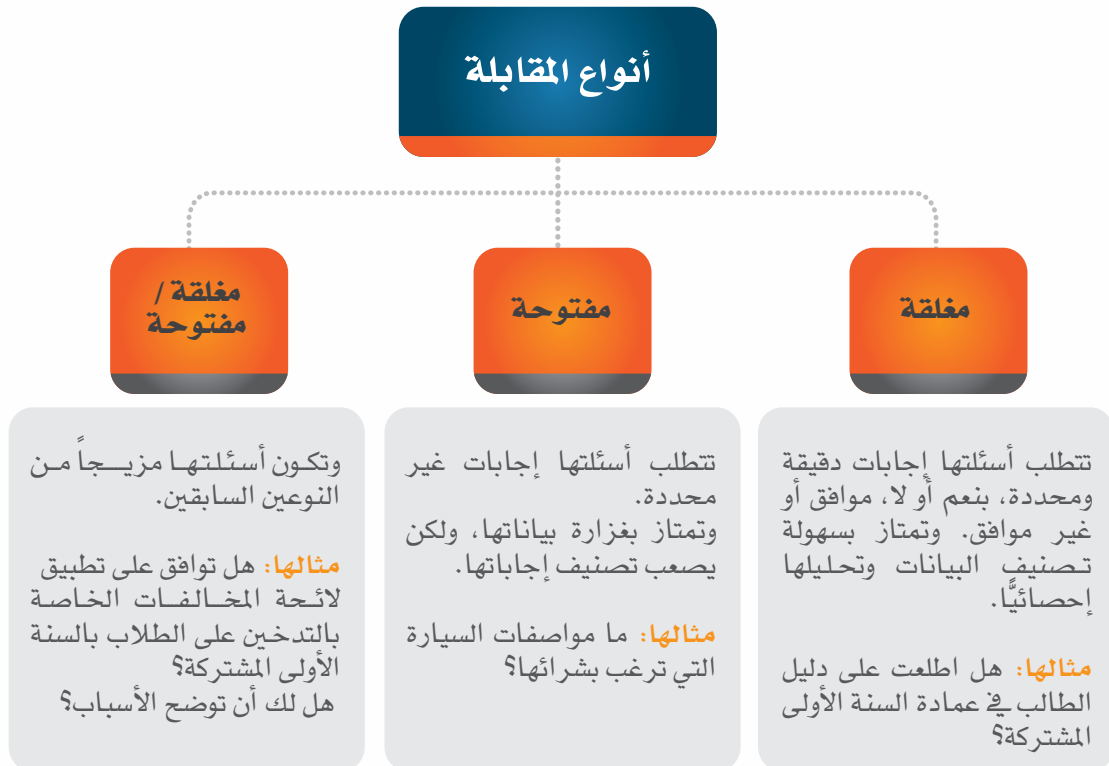 أنواع المقابلة
مغلقة
تتطلب أسئلتها إجابات دقيقة
ومحددة، بنعم أو لا، موافق أو
غير موافق. وتمتاز بسهولة
تصنيف البيانات وتحليلها
إحصائيًّا.
مثالها: هل اطلعت على دليل
الطالب في عمادة السنة الأولى
المشتركة؟
مفتوحة
تتطلب أسئلتها إجابات غير
محددة.
وتمتاز بغزارة بياناتها، ولكن
يصعب تصنيف إجاباتها.
مثالها: ما مواصفات السيارة
التي ترغب بشرائها؟
مغلقة /
مفتوحة
وتكون أسئلتها مزيجاً من
النوعين السابقين.
مثالها: هل توافق على تطبيق
لائحة المخالفات الخاصة
بالتدخين على الطلاب بالسنة
الأولى المشتركة؟
هل لك أن توضح الأسباب؟